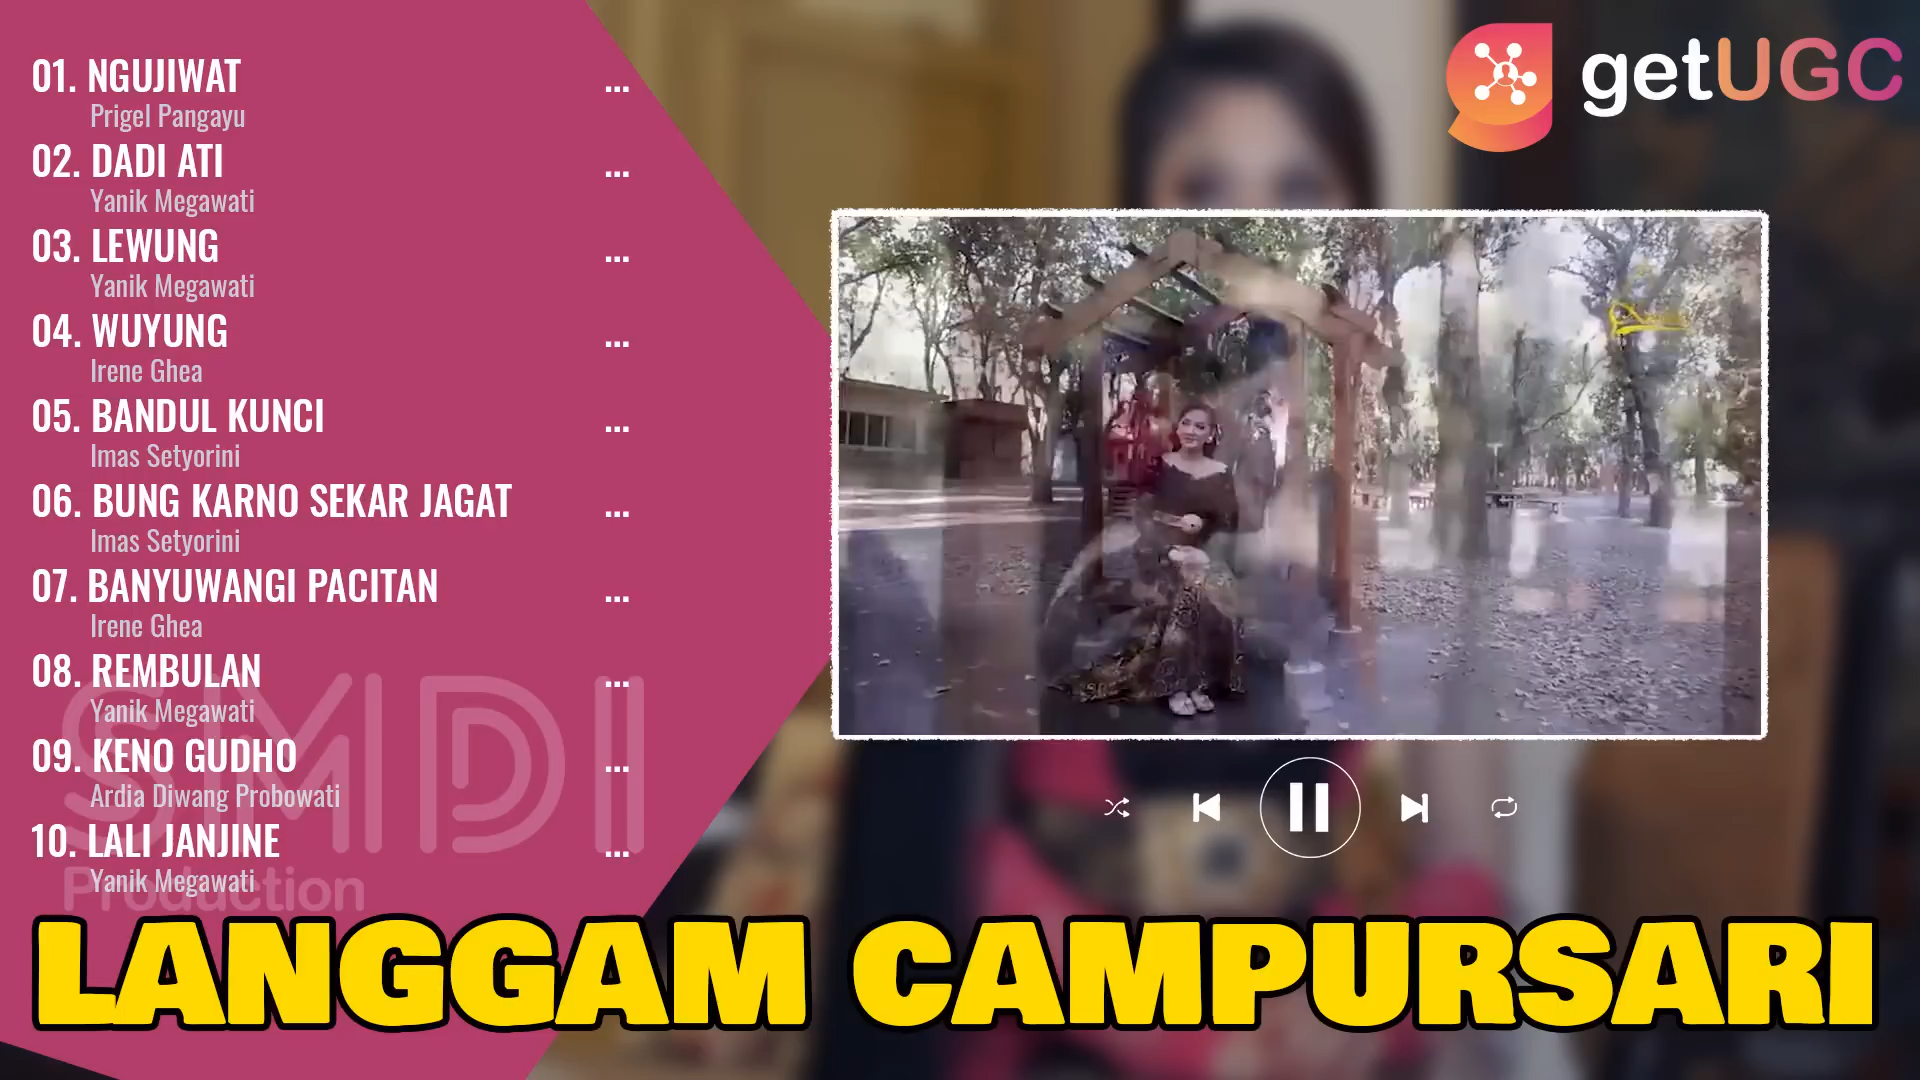 01. NGUJIWAT ...
Prigel Pangayu
02. DADI ATI ...
Yanik Megawati
03. LEWUNG ...
Yanik Megawati
04. WUYUNG ...
Irene Ghea
05. BANDUL KUNCI ...
Imas Setyorini
06. BUNG KARNO SEKAR JAGAT ...
Imas Setyorini
07. BANYUWANGI PACITAN ...
Irene Ghea
08. REMBULAN ...
Yanik Megawati
09. KENO GUDHO ...
Ardia Diwang Probowati
10. LALI JANJINE ...
Yanik Megawati
SMDI
Production
getUGC
LANGGAM CAMPURSARI